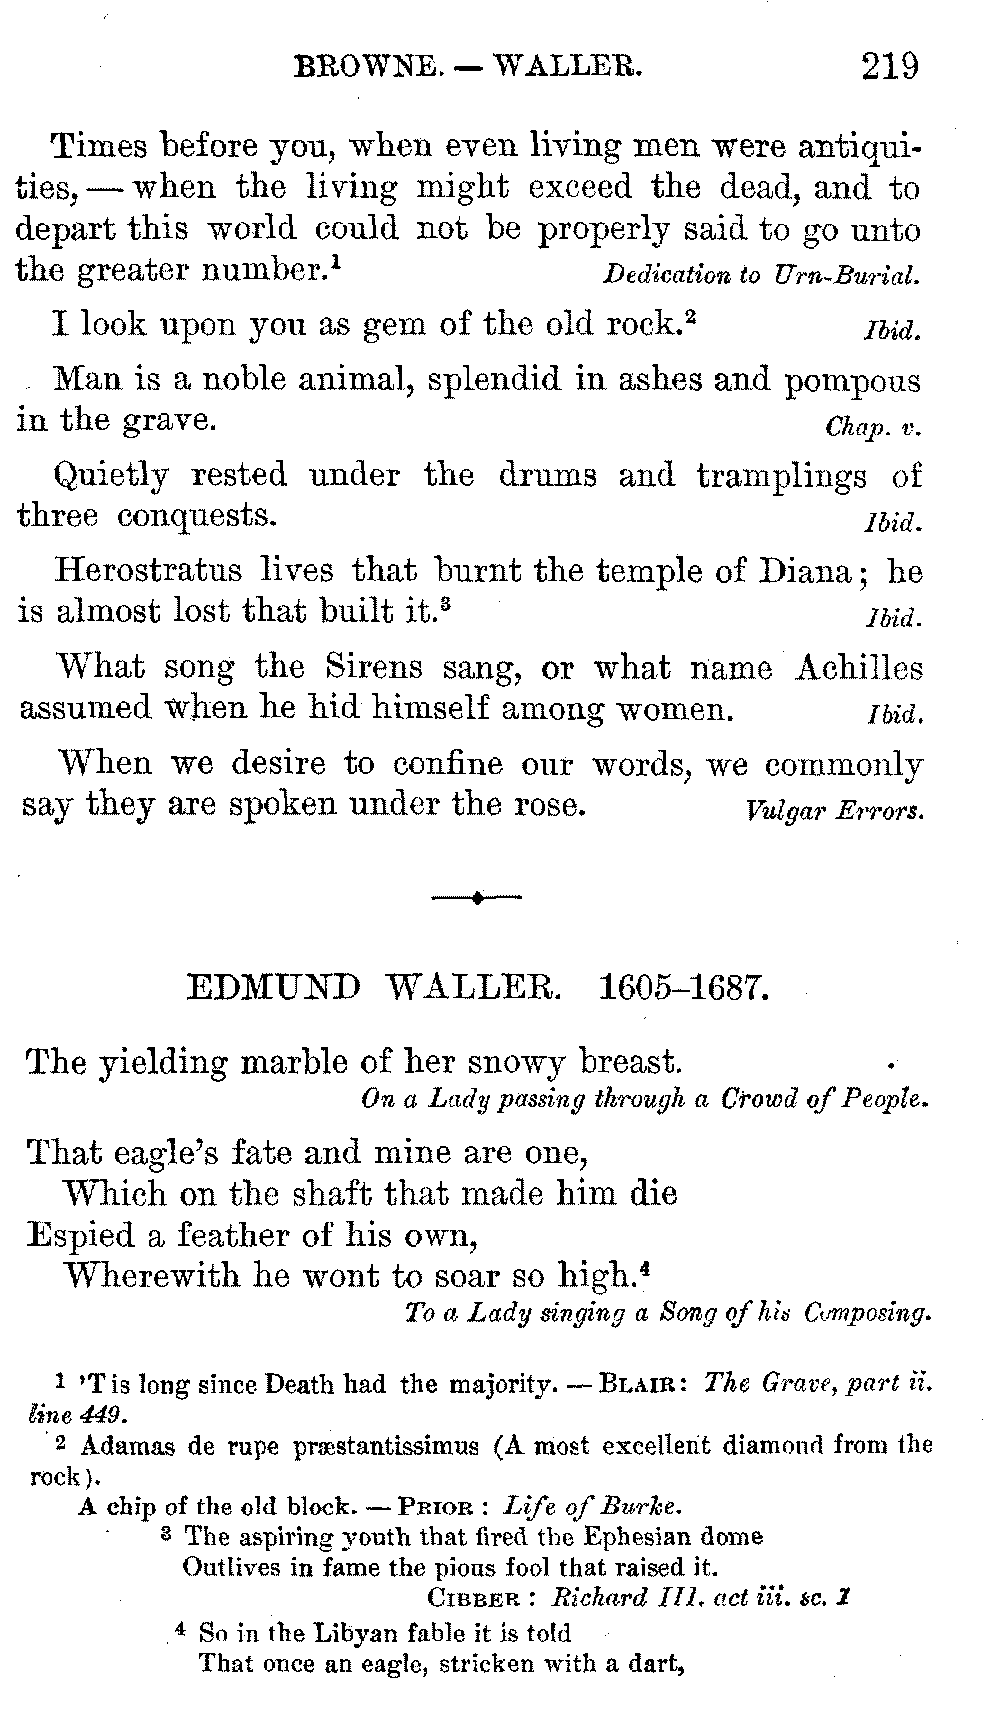 BROWNE. — WALLER. 219
Times before you, when even living men were antiqui-
ties, — when the living might exceed the dead, and to
depart this world could not be properly said to go unto
the greater number.¹ Dedication to Urn-Burial.
I look upon you as gem of the old rock.² Ibid.
Man is a noble animal, splendid in ashes and pompous
in the grave. Chap. v.
Quietly rested under the drums and tramplings of
three conquests. Ibid.
Herostratus lives that burnt the temple of Diana; he
is almost lost that built it.³ Ibid.
What song the Sirens sang, or what name Achilles
assumed when he hid himself among women. Ibid.
When we desire to confine our words, we commonly
say they are spoken under the rose. Vulgar Errors.
EDMUND WALLER. 1605–1687.
The yielding marble of her snowy breast.
On a Lady passing through a Crowd of People.
That eagle's fate and mine are one,
Which on the shaft that made him die
Espied a feather of his own,
Wherewith he wont to soar so high.⁴
To a Lady singing a Song of his Composing.
1 'T is long since Death had the majority. — BLAIR: The Grave, part ii.
line 449.
2 Adamas de rupe præstantissimus (A most excellent diamond from the
rock).
A chip of the old block. — PRIOR: Life of Burke.
3 The aspiring youth that fired the Ephesian dome
Outlives in fame the pious fool that raised it.
CIBBER: Richard III. act iii. sc. 1
4 So in the Libyan fable it is told
That once an eagle, stricken with a dart,